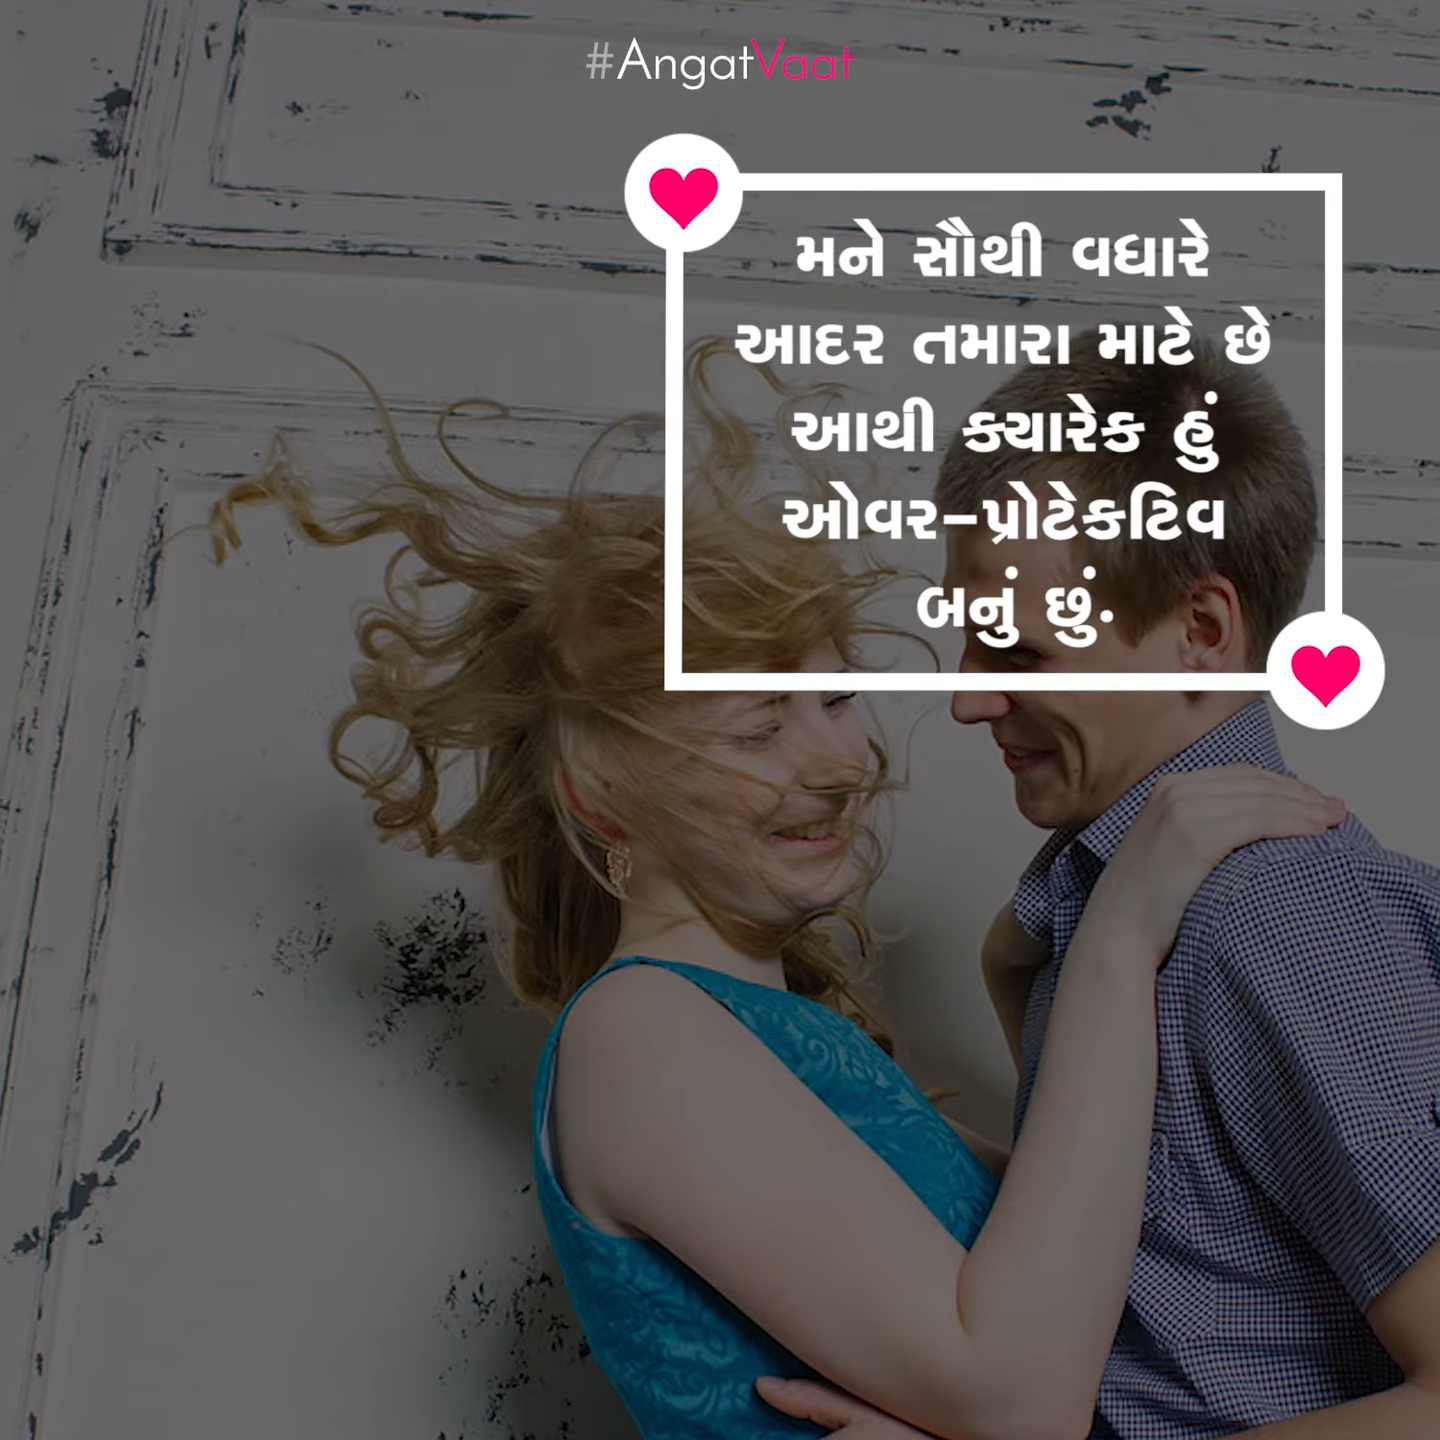 #AngatVaat
મને સૌથી વધારે
આદર તમારા માટે છે
આથી ક્યારેક હું
ઓવર-પ્રોટેકટિવ
બનું છું.